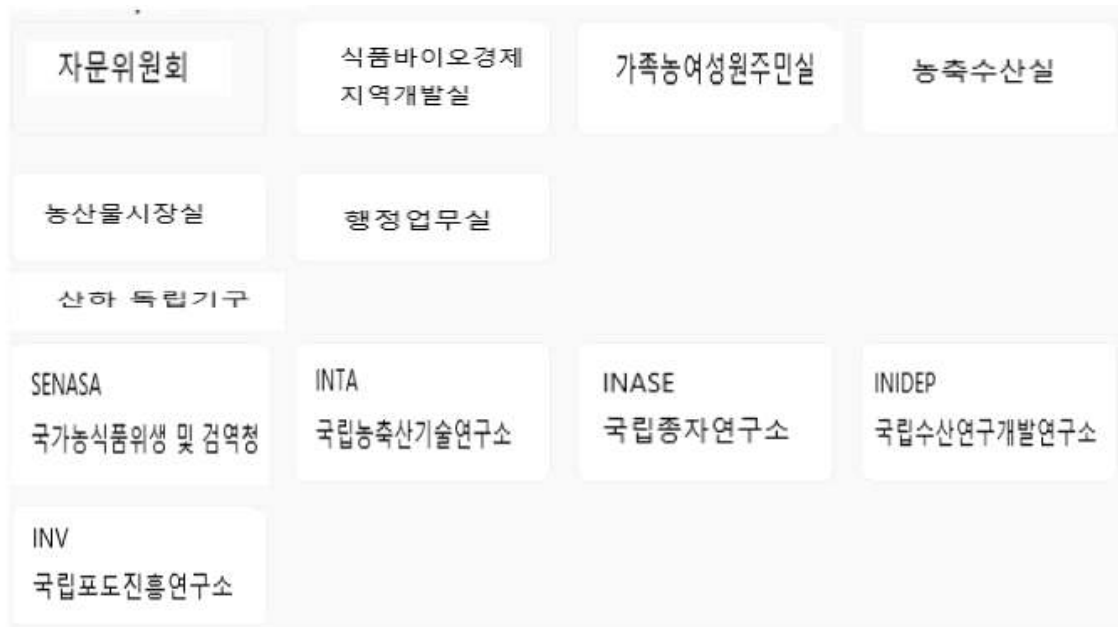 자문위원회
식품바이오경제
지역개발실
가족농여성원주민실
농축수산실
농산물시장실
행정업무실
산하 독립기구
SENASA
국가농식품위생 및 검역청
INTA
국립농축산기술연구소
INASE
국립종자연구소
INIDEP
국립수산연구개발연구소
INV
국립포도진흥연구소